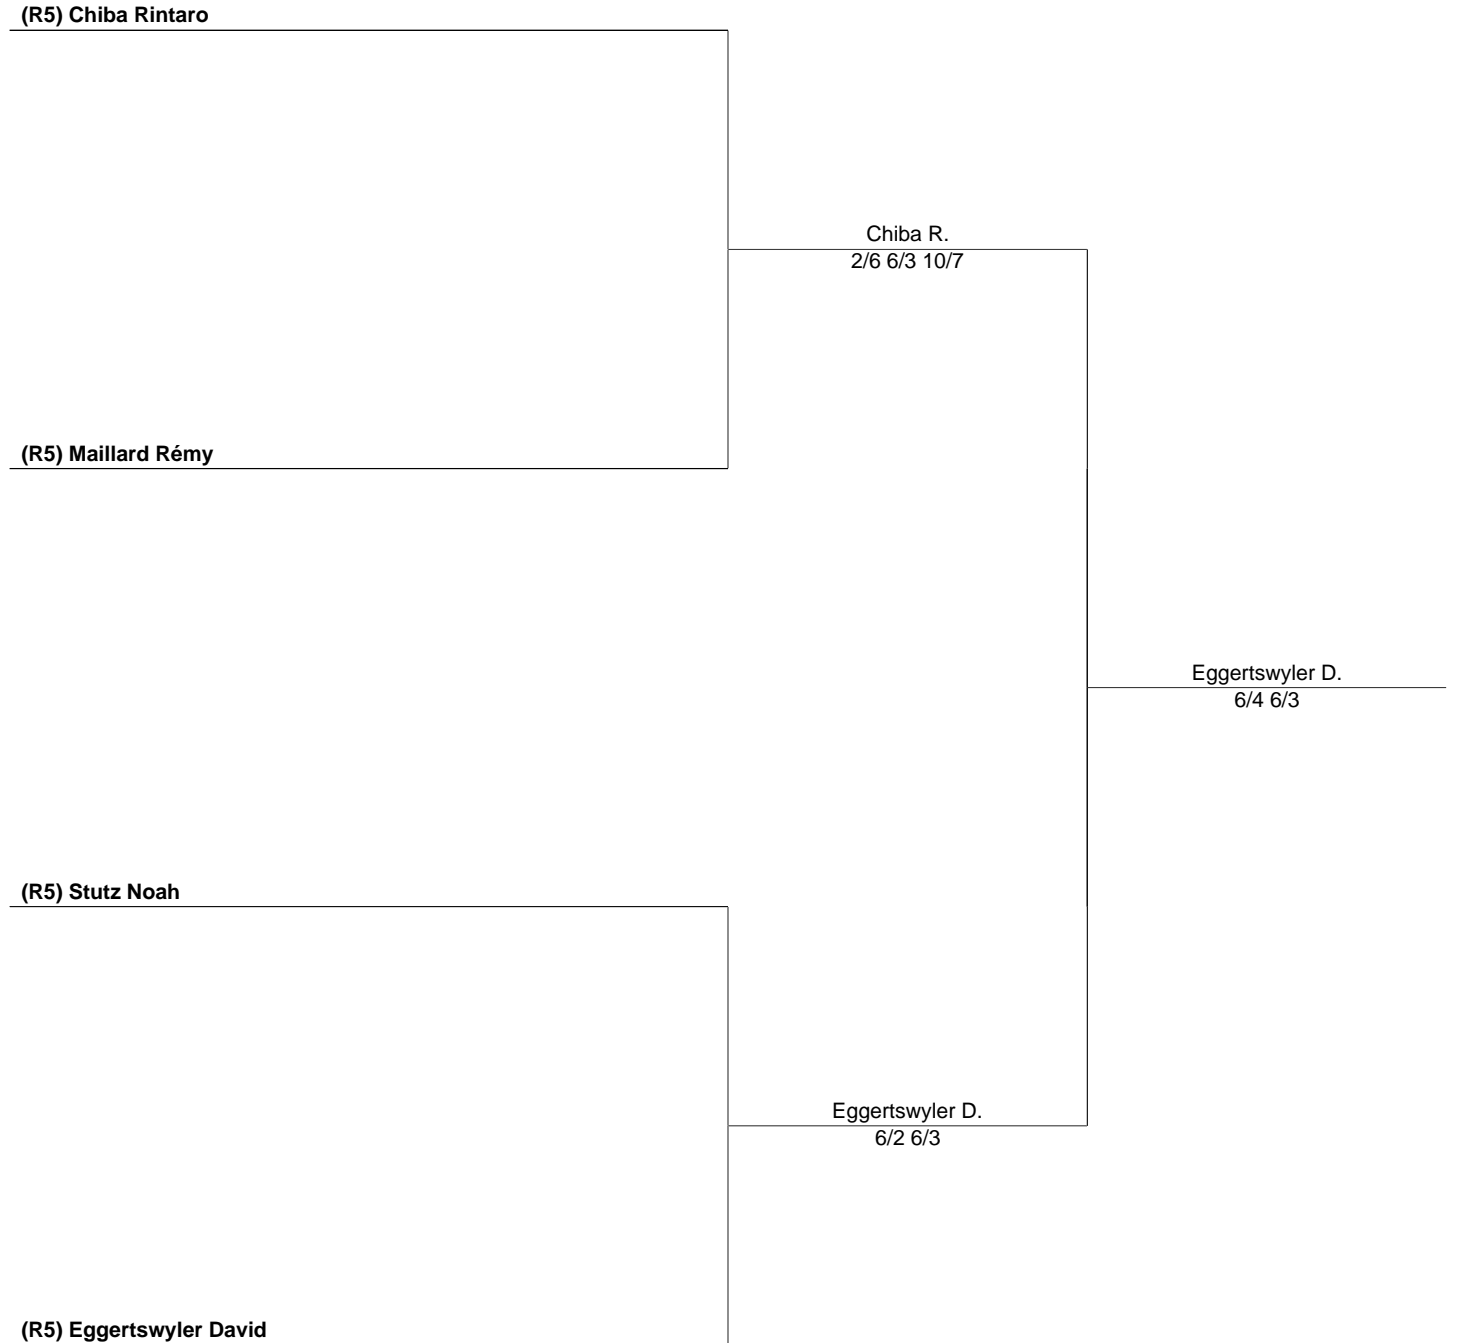 (R5) Chiba Rintaro
Chiba R.
2/6 6/3 10/7
(R5) Maillard Rémy
Eggertswyler D.
6/4 6/3
(R5) Stutz Noah
Eggertswyler D.
6/2 6/3
(R5) Eggertswyler David